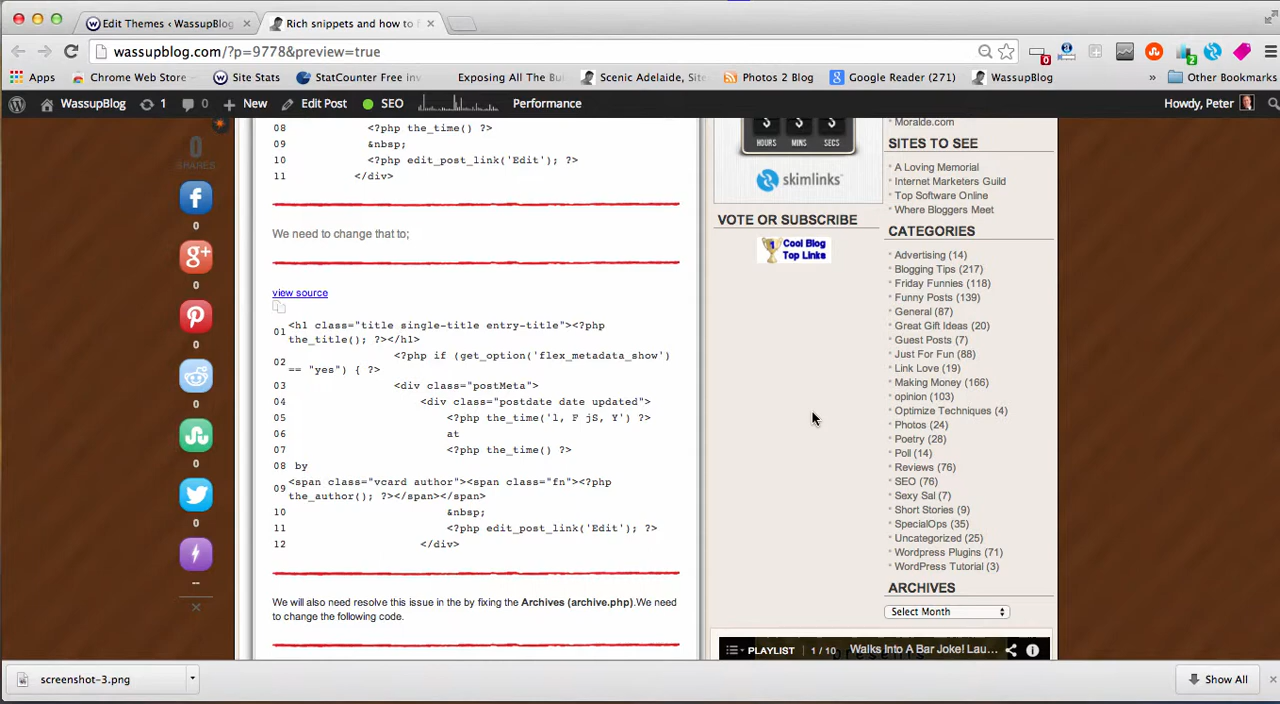 Edit Themes ‹ WassupBlog
Rich snippets and how to
wassupblog.com/?p=9778&preview=true
Apps
Chrome Web Store
Site Stats
StatCounter Free inv
Exposing All The Bu
Scenic Adelaide, Site
Photos 2 Blog
Google Reader (271)
WassupBlog
»
Other Bookmarks
WassupBlog
1
0
+ New
Edit Post
SEO
Performance
Howdy, Peter
0
SHARES
0
0
0
0
0
0
--
×
08 <?php the_time() ?>
09 &nbsp;
10 <?php edit_post_link('Edit'); ?>
11 </div>
We need to change that to;
view source
01 <h1 class="title single-title entry-title"><?php
the_title(); ?></h1>
02 <?php if (get_option('flex_metadata_show')
== "yes") { ?>
03 <div class="postMeta">
04 <div class="postdate date updated">
05 <?php the_time('l, F jS, Y') ?>
06 at
07 <?php the_time() ?>
08 by
09 <span class="vcard author"><span class="fn"><?php
the_author(); ?></span></span>
10 &nbsp;
11 <?php edit_post_link('Edit'); ?>
12 </div>
We will also need resolve this issue in the by fixing the Archives (archive.php).We need
to change the following code.
HOURS MINS SECS
skimlinks
VOTE OR SUBSCRIBE
1 Cool Blog
Top Links
Moralde.com
SITES TO SEE
A Loving Memorial
Internet Marketers Guild
Top Software Online
Where Bloggers Meet
CATEGORIES
Advertising (14)
Blogging Tips (217)
Friday Funnies (118)
Funny Posts (139)
General (87)
Great Gift Ideas (20)
Guest Posts (7)
Just For Fun (88)
Link Love (19)
Making Money (166)
opinion (103)
Optimize Techniques (4)
Photos (24)
Poetry (28)
Poll (14)
Reviews (76)
SEO (76)
Sexy Sal (7)
Short Stories (9)
SpecialOps (35)
Uncategorized (25)
Wordpress Plugins (71)
WordPress Tutorial (3)
ARCHIVES
Select Month
PLAYLIST 1 / 10 Walks Into A Bar Joke! Lau...
screenshot-3.png
Show All